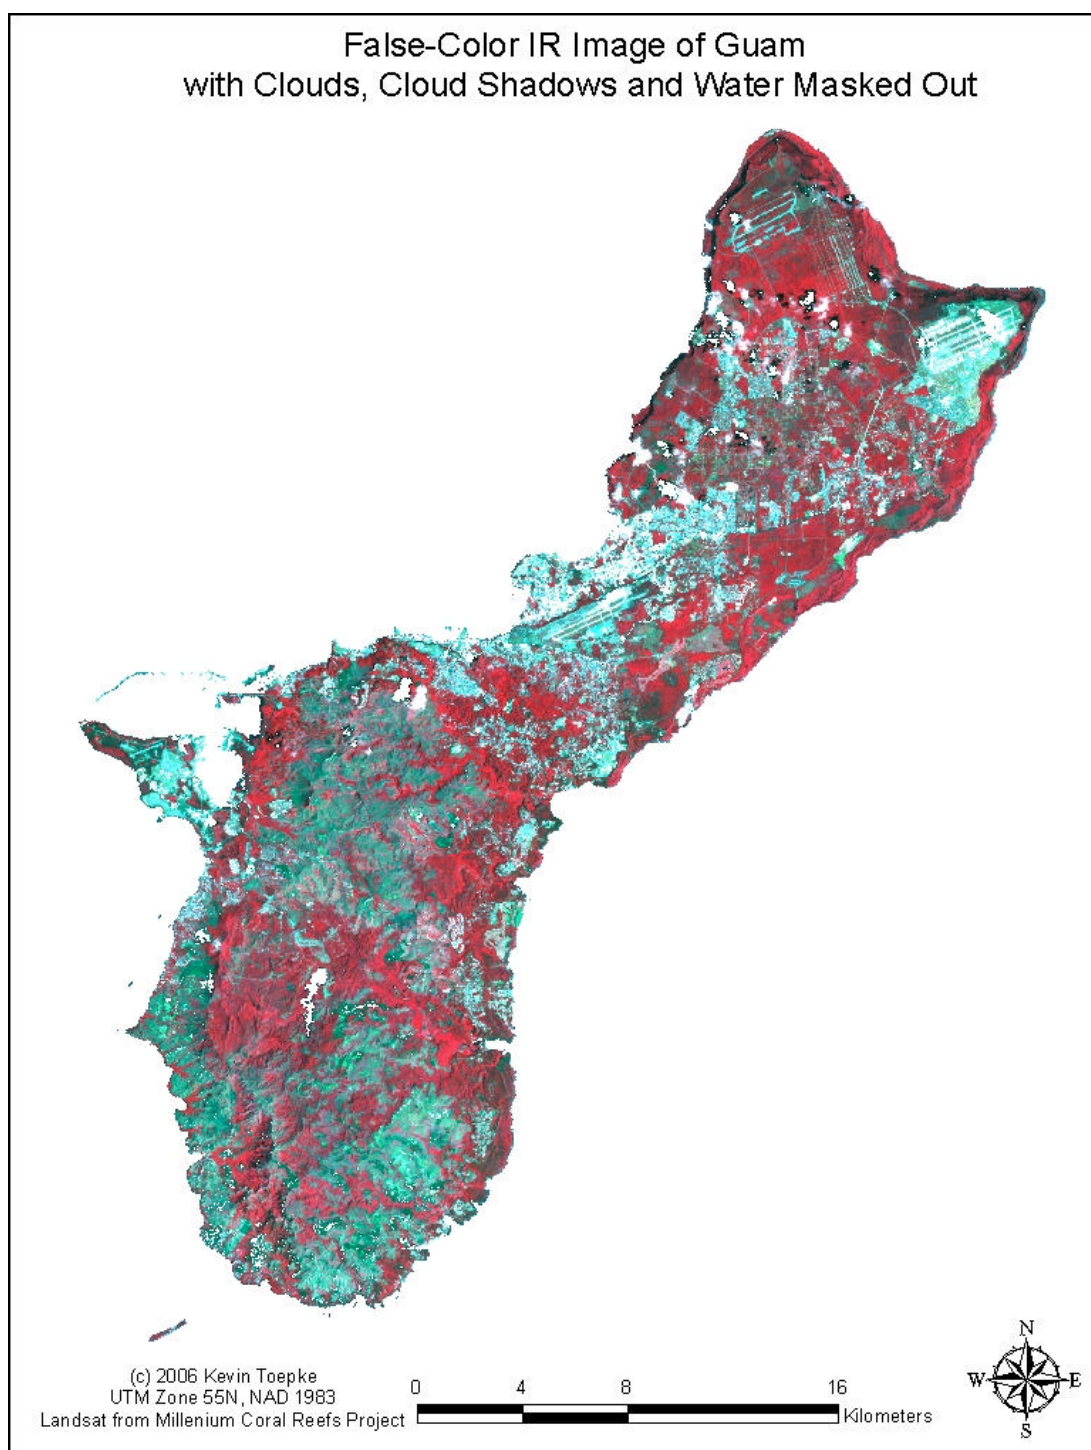 False-Color IR Image of Guam
with Clouds, Cloud Shadows and Water Masked Out
N
W E
S
(c) 2006 Kevin Toepke
UTM Zone 55N, NAD 1983
Landsat from Millenium Coral Reefs Project
0 4 8 16
Kilometers